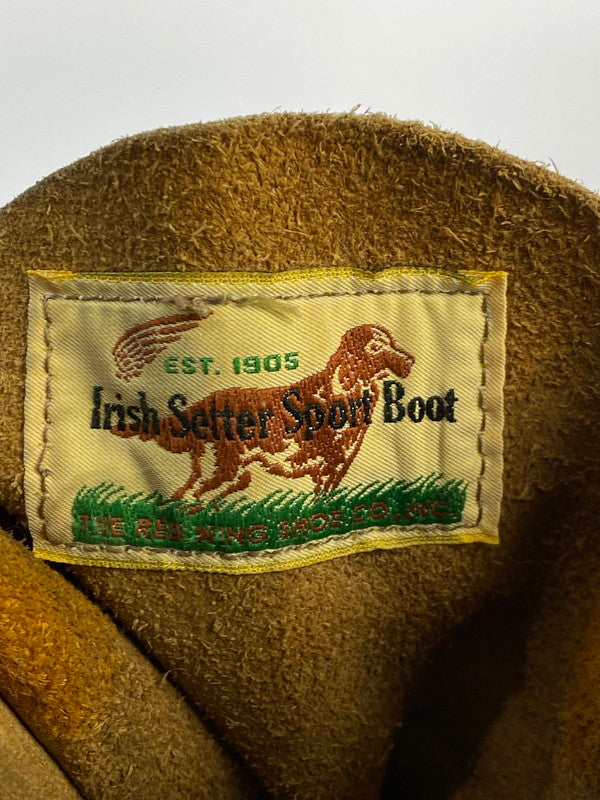 EST. 1905
Irish Setter Sport Boot
THE RED WING SHOE CO. INC.